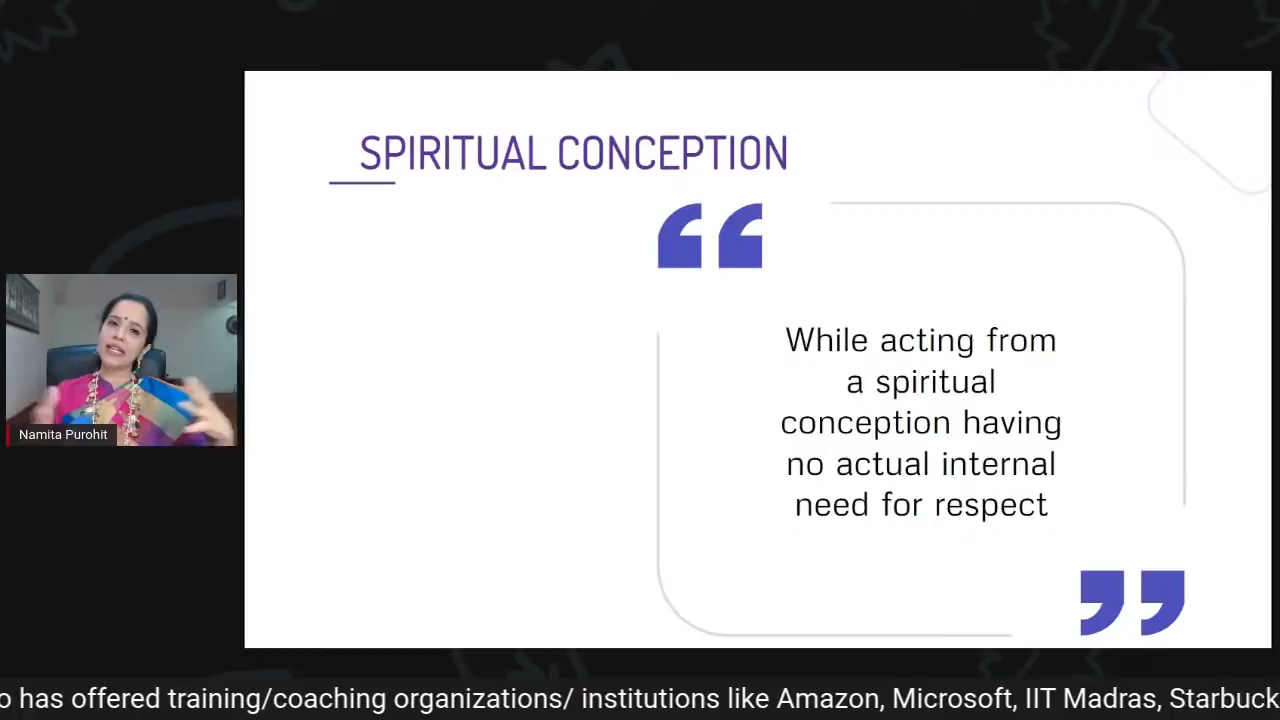 SPIRITUAL CONCEPTION
While acting from
a spiritual
conception having
no actual internal
need for respect
Namita Purohit
o has offered training/coaching organizations/ institutions like Amazon, Microsoft, IIT Madras, Starbuck